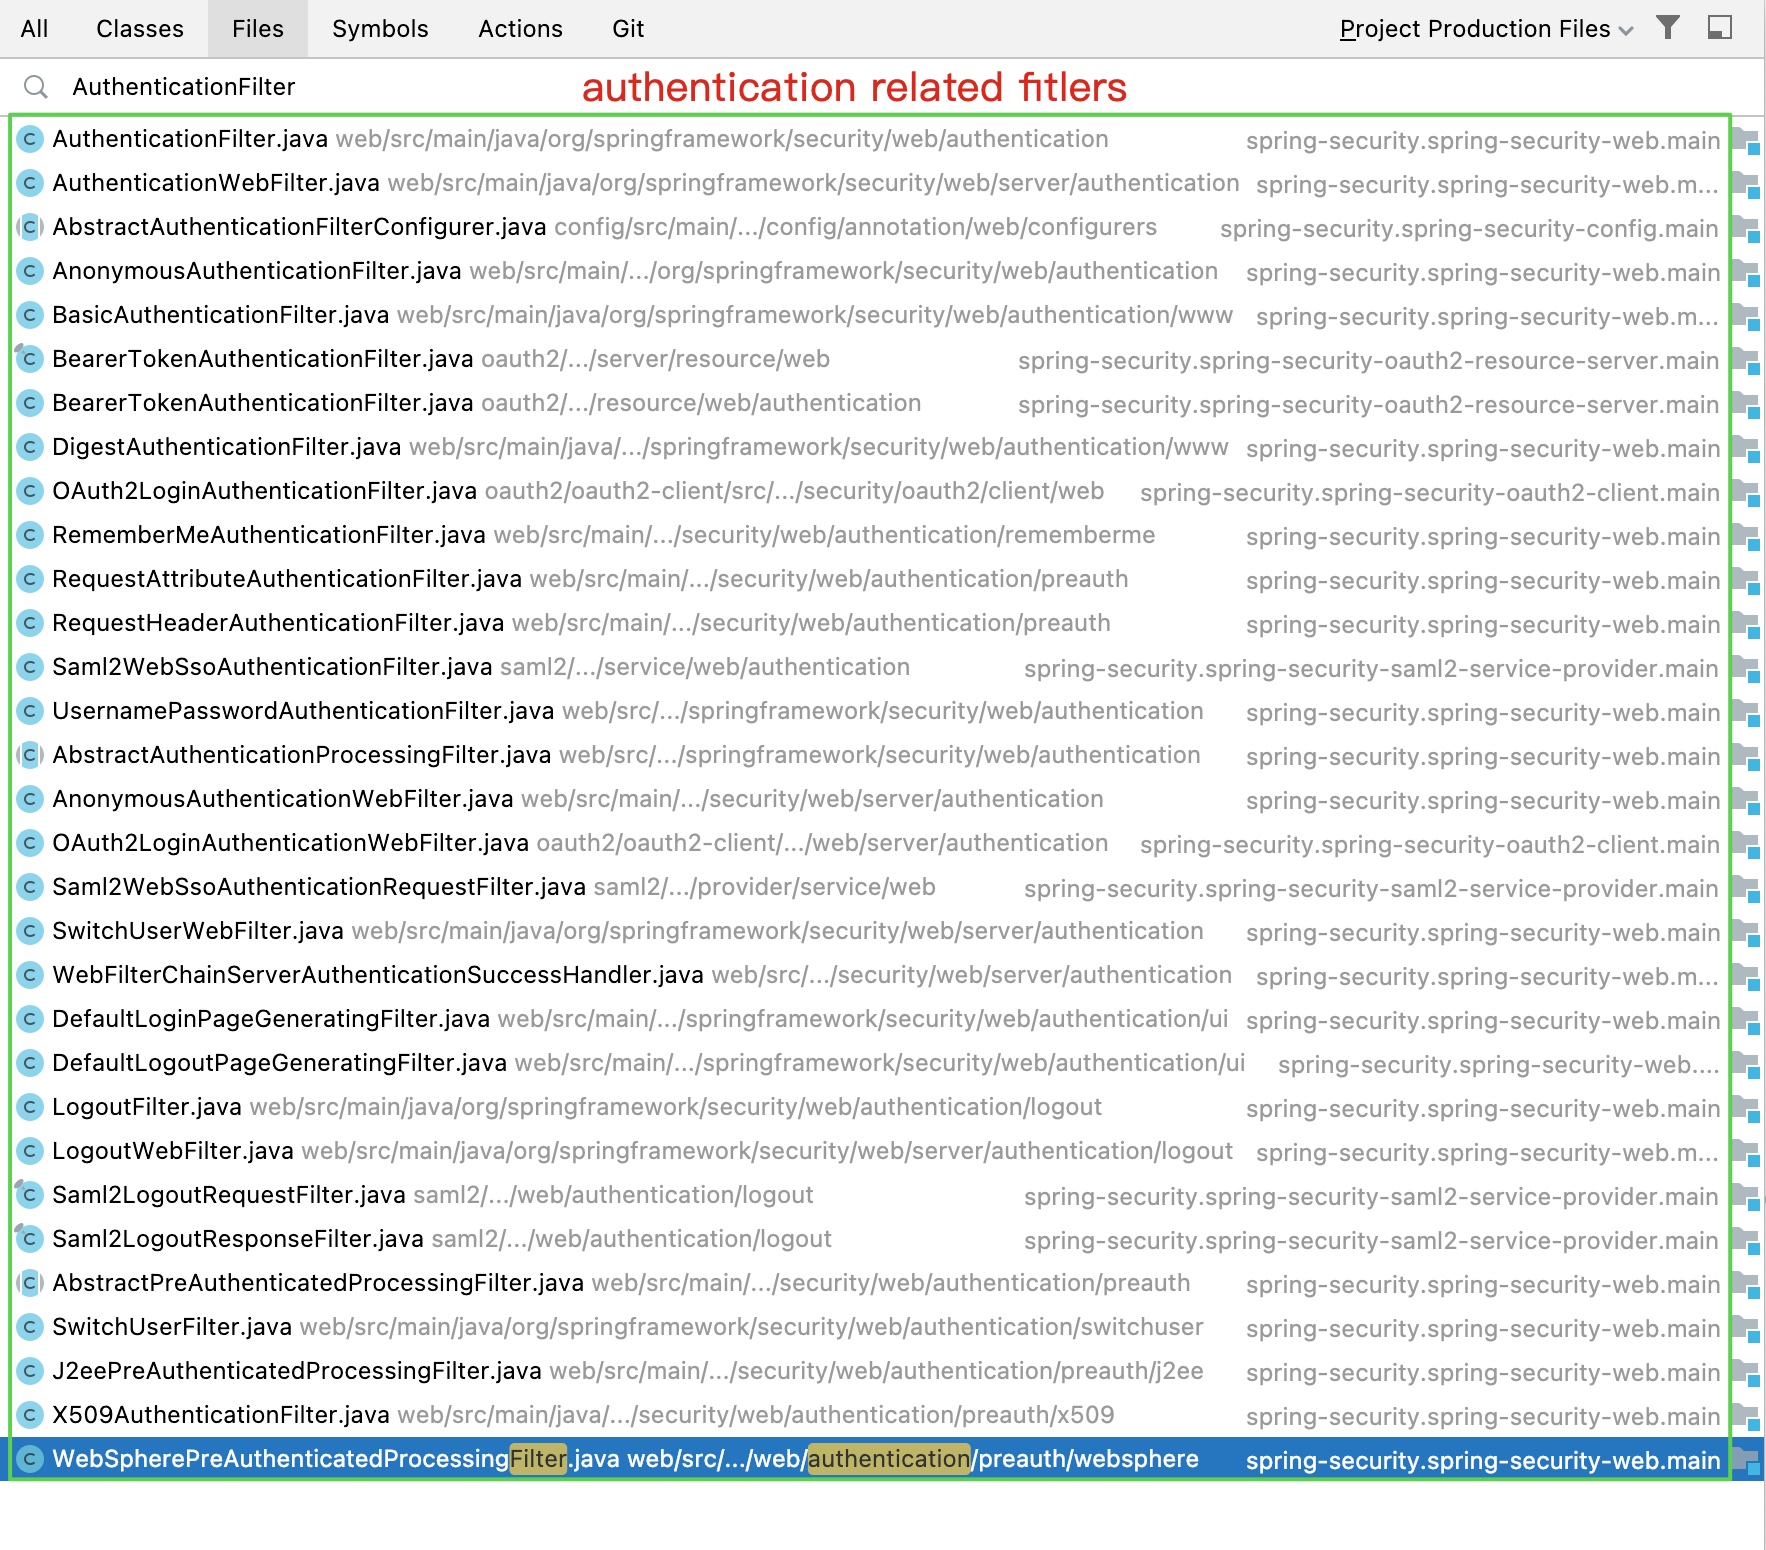 All Classes Files Symbols Actions Git Project Production Files
AuthenticationFilter authentication related fitlers
AuthenticationFilter.java web/src/main/java/org/springframework/security/web/authentication spring-security.spring-security-web.main
AuthenticationWebFilter.java web/src/main/java/org/springframework/security/web/server/authentication spring-security.spring-security-web.m...
AbstractAuthenticationFilterConfigurer.java config/src/main/.../config/annotation/web/configurers spring-security.spring-security-config.main
AnonymousAuthenticationFilter.java web/src/main/.../org/springframework/security/web/authentication spring-security.spring-security-web.main
BasicAuthenticationFilter.java web/src/main/java/org/springframework/security/web/authentication/www spring-security.spring-security-web.m...
BearerTokenAuthenticationFilter.java oauth2/.../server/resource/web spring-security.spring-security-oauth2-resource-server.main
BearerTokenAuthenticationFilter.java oauth2/.../resource/web/authentication spring-security.spring-security-oauth2-resource-server.main
DigestAuthenticationFilter.java web/src/main/java/.../springframework/security/web/authentication/www spring-security.spring-security-web.main
OAuth2LoginAuthenticationFilter.java oauth2/oauth2-client/src/.../security/oauth2/client/web spring-security.spring-security-oauth2-client.main
RememberMeAuthenticationFilter.java web/src/main/.../security/web/authentication/rememberme spring-security.spring-security-web.main
RequestAttributeAuthenticationFilter.java web/src/main/.../security/web/authentication/preauth spring-security.spring-security-web.main
RequestHeaderAuthenticationFilter.java web/src/main/.../security/web/authentication/preauth spring-security.spring-security-web.main
Saml2WebSsoAuthenticationFilter.java saml2/.../service/web/authentication spring-security.spring-security-saml2-service-provider.main
UsernamePasswordAuthenticationFilter.java web/src/.../springframework/security/web/authentication spring-security.spring-security-web.main
AbstractAuthenticationProcessingFilter.java web/src/.../springframework/security/web/authentication spring-security.spring-security-web.main
AnonymousAuthenticationWebFilter.java web/src/main/.../security/web/server/authentication spring-security.spring-security-web.main
OAuth2LoginAuthenticationWebFilter.java oauth2/oauth2-client/.../web/server/authentication spring-security.spring-security-oauth2-client.main
Saml2WebSsoAuthenticationRequestFilter.java saml2/.../provider/service/web spring-security.spring-security-saml2-service-provider.main
SwitchUserWebFilter.java web/src/main/java/org/springframework/security/web/server/authentication spring-security.spring-security-web.main
WebFilterChainServerAuthenticationSuccessHandler.java web/src/.../security/web/server/authentication spring-security.spring-security-web.m...
DefaultLoginPageGeneratingFilter.java web/src/main/.../springframework/security/web/authentication/ui spring-security.spring-security-web.main
DefaultLogoutPageGeneratingFilter.java web/src/main/.../springframework/security/web/authentication/ui spring-security.spring-security-web....
LogoutFilter.java web/src/main/java/org/springframework/security/web/authentication/logout spring-security.spring-security-web.main
LogoutWebFilter.java web/src/main/java/org/springframework/security/web/server/authentication/logout spring-security.spring-security-web.m...
Saml2LogoutRequestFilter.java saml2/.../web/authentication/logout spring-security.spring-security-saml2-service-provider.main
Saml2LogoutResponseFilter.java saml2/.../web/authentication/logout spring-security.spring-security-saml2-service-provider.main
AbstractPreAuthenticatedProcessingFilter.java web/src/main/.../security/web/authentication/preauth spring-security.spring-security-web.main
SwitchUserFilter.java web/src/main/java/org/springframework/security/web/authentication/switchuser spring-security.spring-security-web.main
J2eePreAuthenticatedProcessingFilter.java web/src/main/.../security/web/authentication/preauth/j2ee spring-security.spring-security-web.main
X509AuthenticationFilter.java web/src/main/java/.../security/web/authentication/preauth/x509 spring-security.spring-security-web.main
WebSpherePreAuthenticatedProcessingFilter.java web/src/.../web/authentication/preauth/websphere spring-security.spring-security-web.main